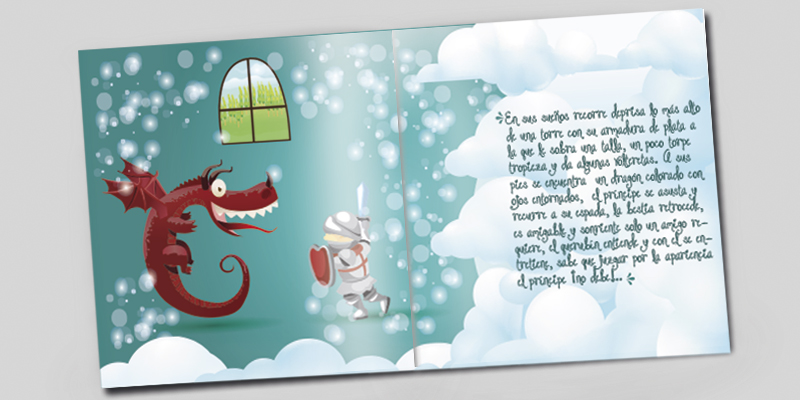 En sus sueños recorre deprisa lo más alto
de una torre con su armadura de plata a
la que le sobra una talla, un poco torpe
tropieza y da algunas volteretas. A sus
pies se encuentra un dragón colorado con
ojos entornados, el príncipe se asusta y
recurre a su espada, la bestia retrocede,
es amigable y sonriente solo un amigo re-
quiere, el querubín entiende y con él se en-
tretiene, sabe que juzgar por la apariencia
el príncipe ¡no debe!...